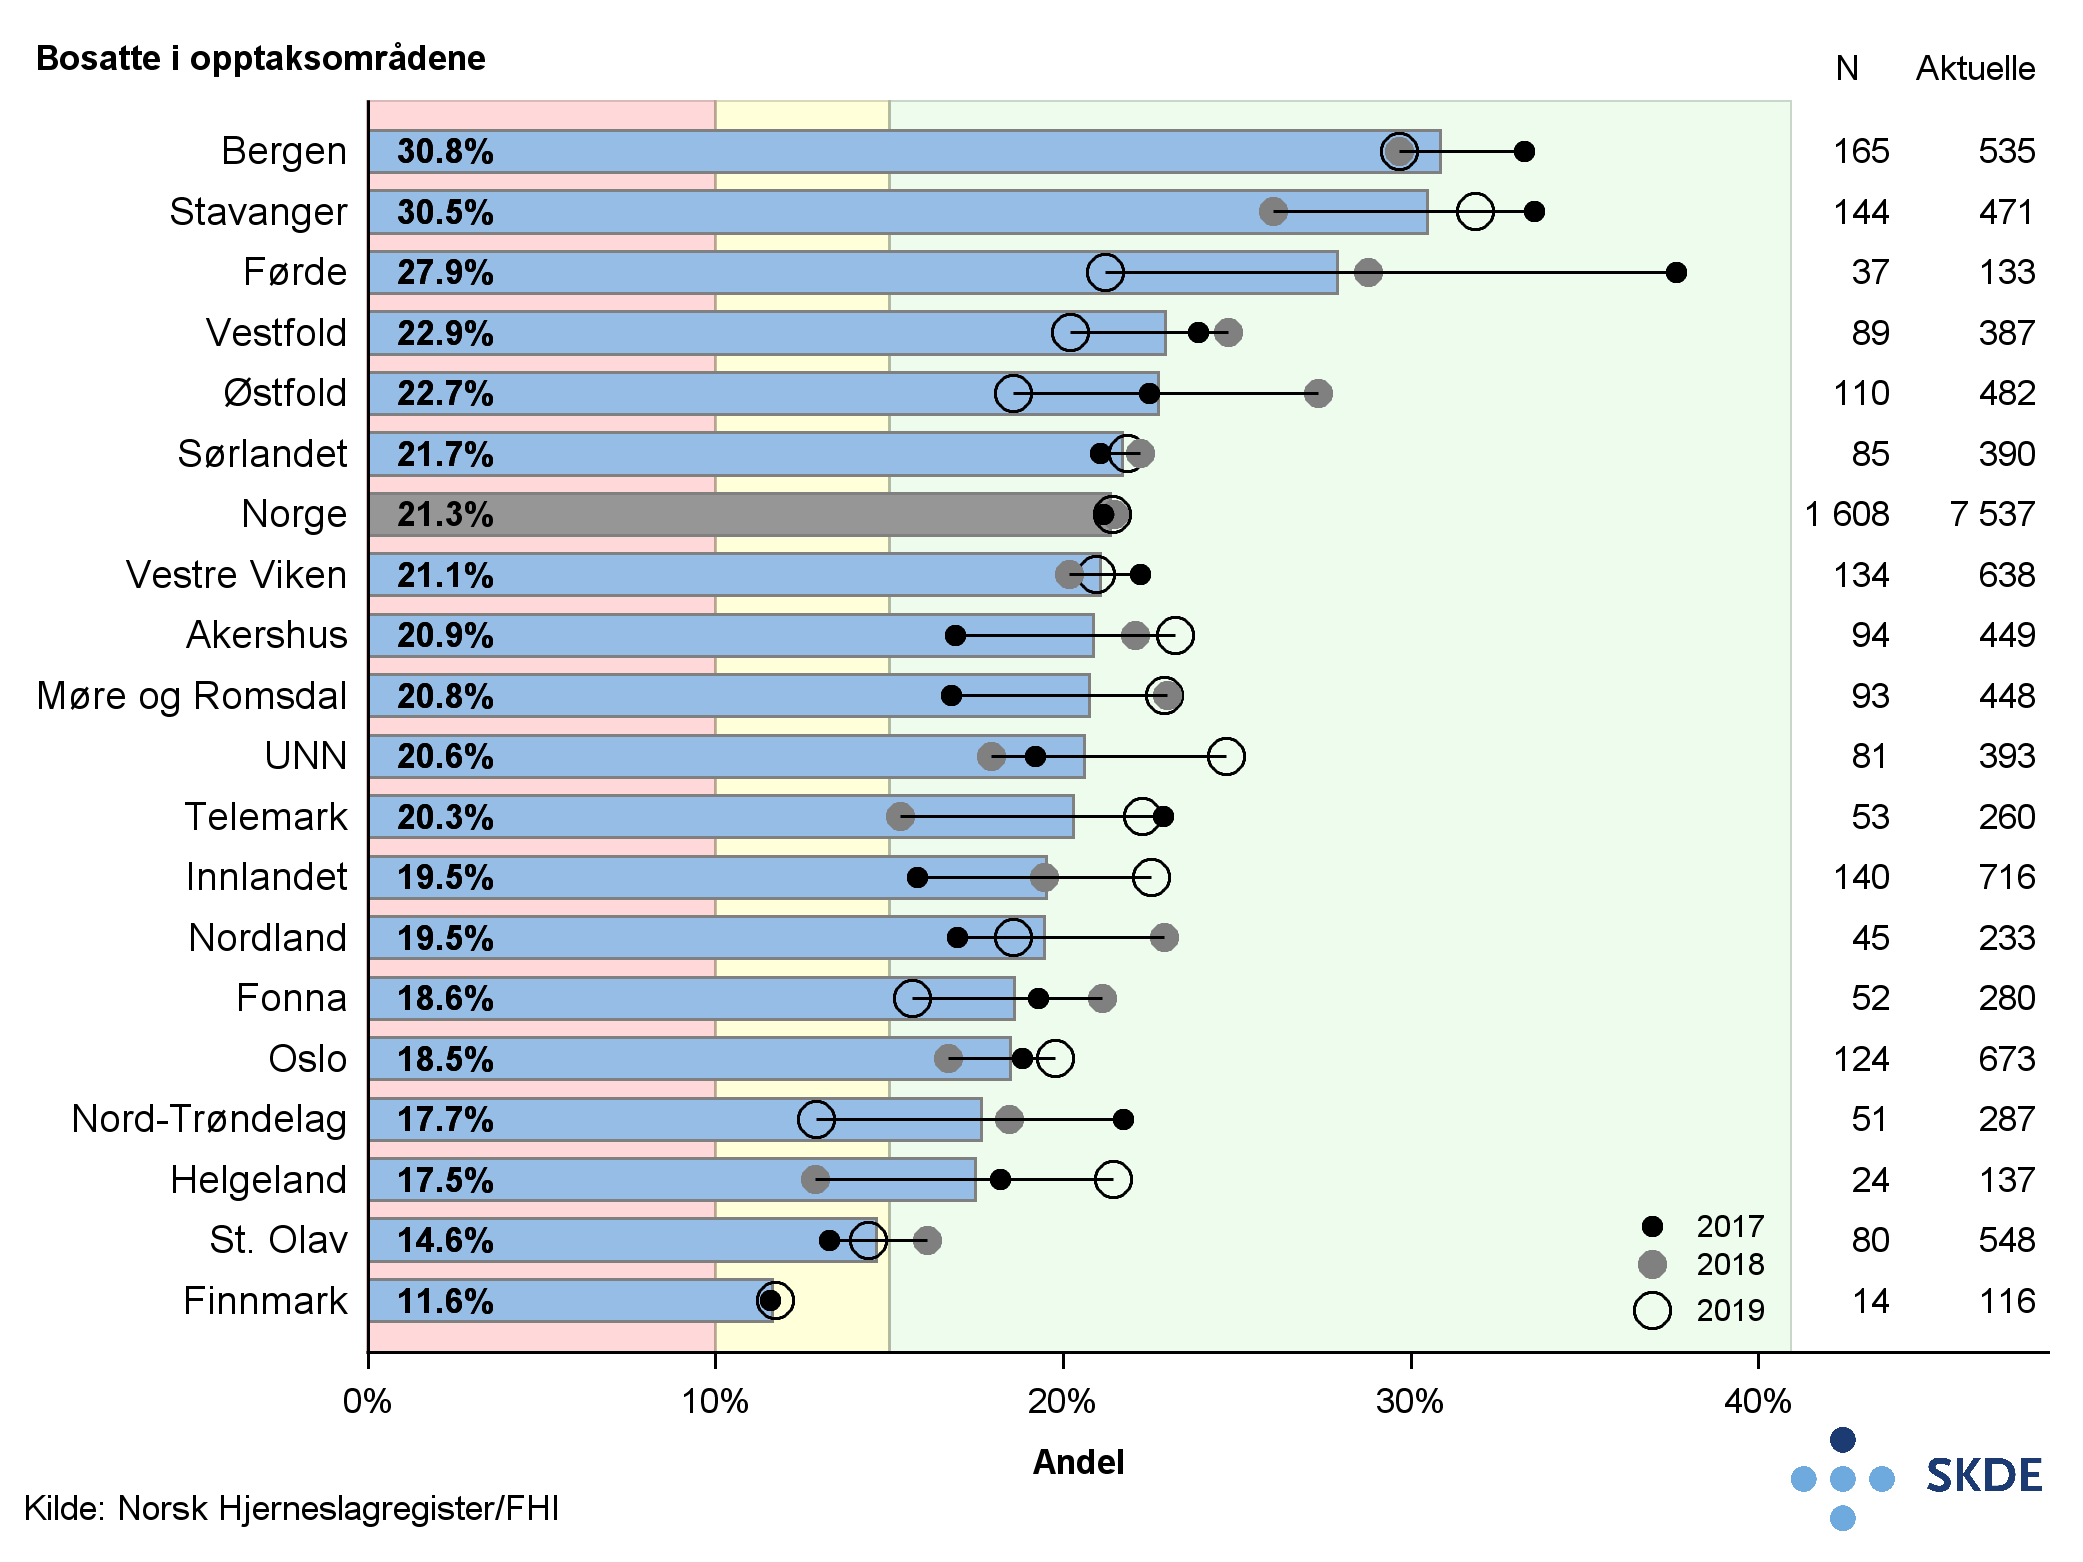 Bosatte i opptaksområdene N Aktuelle
Bergen 30.8% 165 535
Stavanger 30.5% 144 471
Førde 27.9% 37 133
Vestfold 22.9% 89 387
Østfold 22.7% 110 482
Sørlandet 21.7% 85 390
Norge 21.3% 1 608 7 537
Vestre Viken 21.1% 134 638
Akershus 20.9% 94 449
Møre og Romsdal 20.8% 93 448
UNN 20.6% 81 393
Telemark 20.3% 53 260
Innlandet 19.5% 140 716
Nordland 19.5% 45 233
Fonna 18.6% 52 280
Oslo 18.5% 124 673
Nord-Trøndelag 17.7% 51 287
Helgeland 17.5% 24 137
St. Olav 14.6% 80 548
Finnmark 11.6% 14 116
2017
2018
2019
0% 10% 20% 30% 40%
Andel
Kilde: Norsk Hjerneslagregister/FHI
SKDE